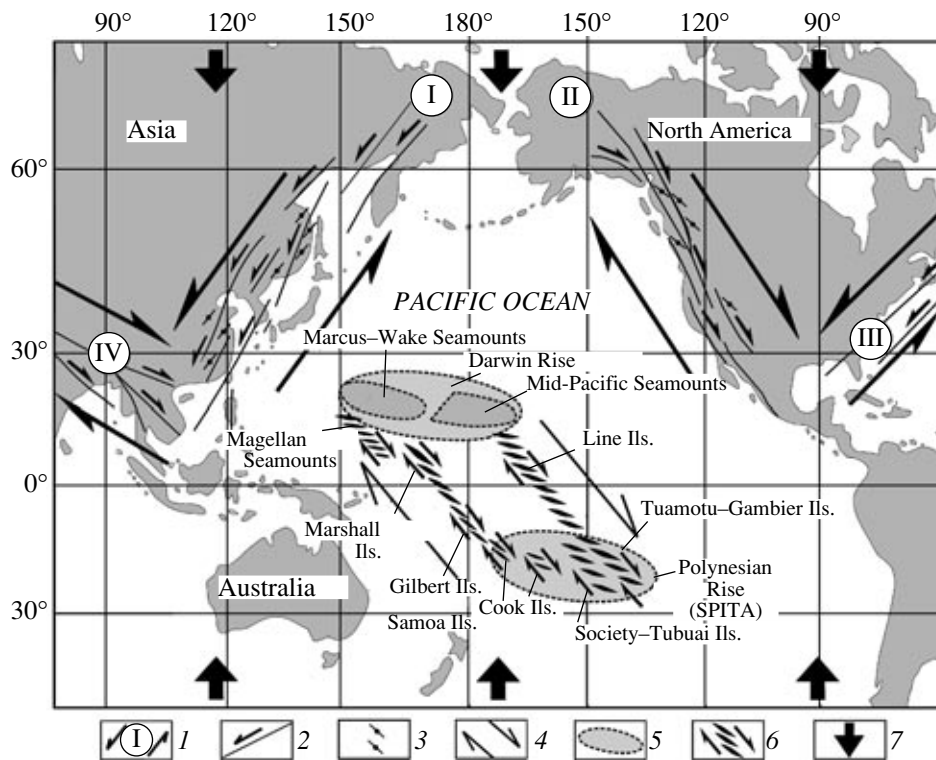 90° 120° 150° 180° 150° 120° 90°
I
II
Asia
North America
60°
PACIFIC OCEAN
Marcus–Wake Seamounts
IV
III
30°
Darwin Rise
Mid-Pacific Seamounts
Magellan
Seamounts
Line Ils.
0°
Marshall
Ils.
Tuamotu–Gambier Ils.
Gilbert Ils.
Australia
Samoa Ils.
Cook Ils.
Polynesian
Rise
(SPITA)
30°
Society–Tubuai Ils.
I 1 2 3 4 5 6 7